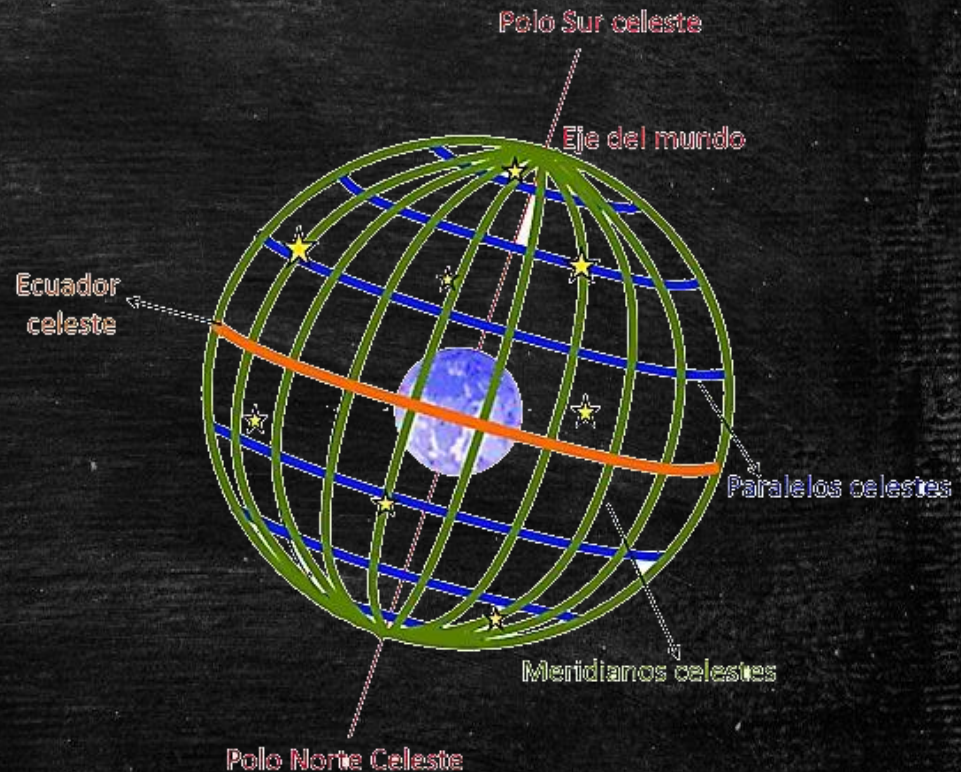 Polo Sur celeste
Eje del mundo
Ecuador
celeste
Paralelos celestes
Meridianos celestes
Polo Norte Celeste